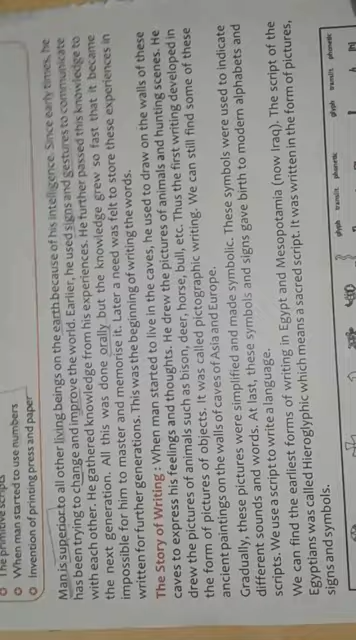 The primitive scripts
When man started to use numbers
Invention of printing press and paper
Man is superior to all other living beings on the earth because of his intelligence. Since early times, he
has been trying to change and improve the world. Earlier, he used signs and gestures to communicate
with each other. He gathered knowledge from his experiences. He further passed this knowledge to
the next generation. All this was done orally but the knowledge grew so fast that it became
impossible for him to master and memorise it. Later a need was felt to store these experiences in
written for further generations. This was the beginning of writing the words.
The Story of Writing : When man started to live in the caves, he used to draw on the walls of these
caves to express his feelings and thoughts. He drew the pictures of animals and hunting scenes. He
drew the pictures of animals such as bison, deer, horse, bull, etc. Thus the first writing developed in
the form of pictures of objects. It was called pictographic writing. We can still find some of these
ancient paintings on the walls of caves of Asia and Europe.
Gradually, these pictures were simplified and made symbolic. These symbols were used to indicate
different sounds and words. At last, these symbols and signs gave birth to modern alphabets and
scripts. We use a script to write a language.
We can find the earliest forms of writing in Egypt and Mesopotamia (now Iraq). The script of the
Egyptians was called Hieroglyphic which means a sacred script. It was written in the form of pictures,
signs and symbols.
glyph translit phonetic glyph translit phonetic